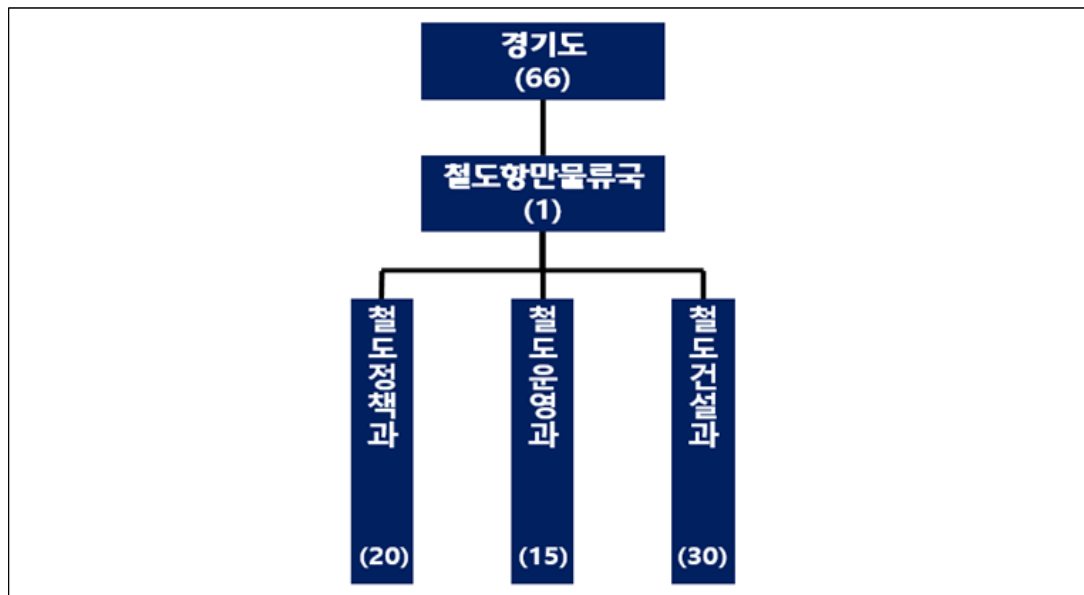 경기도
(66)
철도항만물류국
(1)
철도정책과
(20)
철도운영과
(15)
철도건설과
(30)